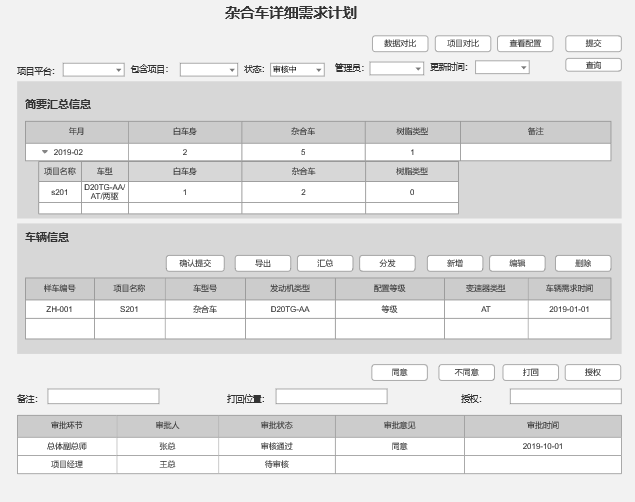 杂合车详细需求计划
数据对比 项目对比 查看配置 提交
项目平台: 包含项目: 状态: 审核中 管理员: 更新时间: 查询
简要汇总信息
年月 白车身 杂合车 树脂类型 备注
2019-02 2 5 1
项目名称 车型 白车身 杂合车 树脂类型
s201 D20TG-AA/ 1 2 0
AT/两驱
车辆信息
确认提交 导出 汇总 分发 新增 编辑 删除
样车编号 项目名称 车型号 发动机类型 配置等级 变速器类型 车辆需求时间
ZH-001 S201 杂合车 D20TG-AA 等级 AT 2019-01-01
同意 不同意 打回 授权
备注: 打回位置: 授权:
审批环节 审批人 审批状态 审批意见 审批时间
总体副总师 张总 审核通过 同意 2019-10-01
项目经理 王总 待审核